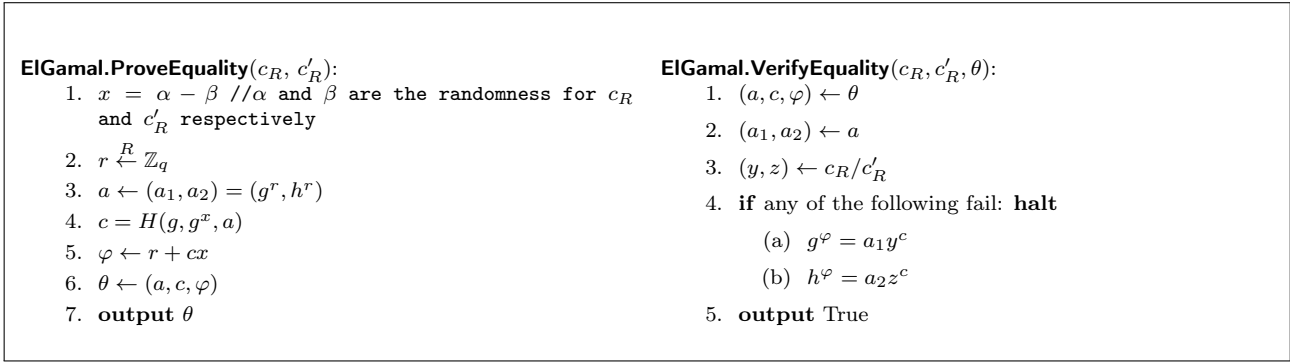 ElGamal.ProveEquality(c_R, c'_R):
1. x = α − β //α and β are the randomness for c_R
and c'_R respectively
2. r ←^R ℤ_q
3. a ← (a_1, a_2) = (g^r, h^r)
4. c = H(g, g^x, a)
5. φ ← r + cx
6. θ ← (a, c, φ)
7. output θ
ElGamal.VerifyEquality(c_R, c'_R, θ):
1. (a, c, φ) ← θ
2. (a_1, a_2) ← a
3. (y, z) ← c_R/c'_R
4. if any of the following fail: halt
(a) g^φ = a_1y^c
(b) h^φ = a_2z^c
5. output True